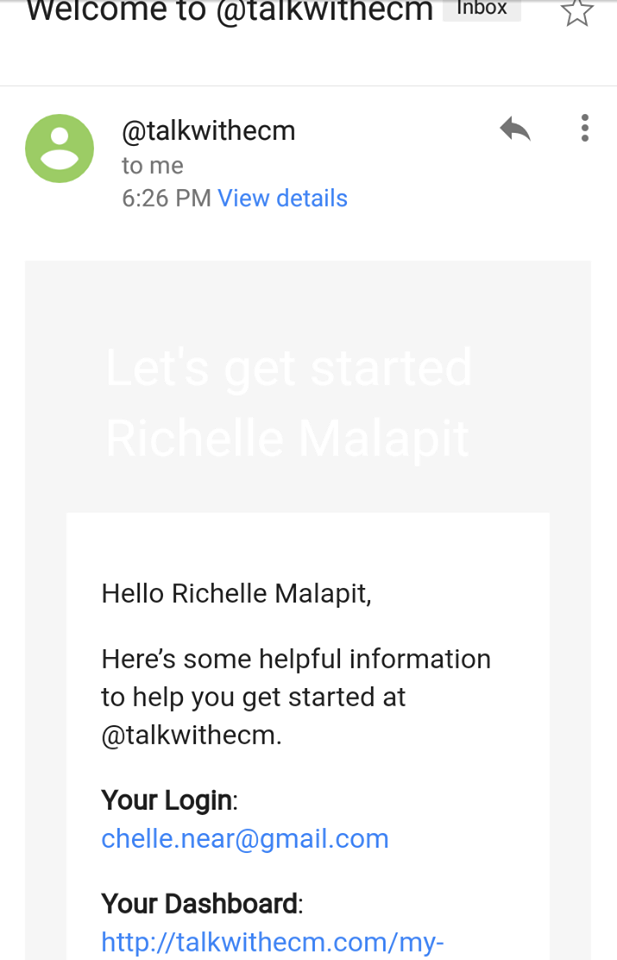 Welcome to @talkwithecm Inbox
@talkwithecm
to me
6:26 PM View details
Let's get started
Richelle Malapit
Hello Richelle Malapit,
Here’s some helpful information
to help you get started at
@talkwithecm.
Your Login:
chelle.near@gmail.com
Your Dashboard:
http://talkwithecm.com/my-